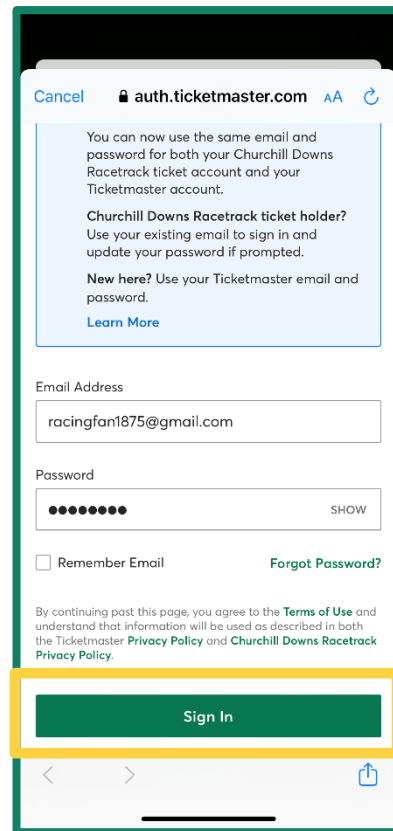 Cancel auth.ticketmaster.com AA
You can now use the same email and
password for both your Churchill Downs
Racetrack ticket account and your
Ticketmaster account.
Churchill Downs Racetrack ticket holder?
Use your existing email to sign in and
update your password if prompted.
New here? Use your Ticketmaster email and
password.
Learn More
Email Address
racingfan1875@gmail.com
Password
●●●●●●●● SHOW
Remember Email Forgot Password?
By continuing past this page, you agree to the Terms of Use and
understand that information will be used as described in both
the Ticketmaster Privacy Policy and Churchill Downs Racetrack
Privacy Policy.
Sign In